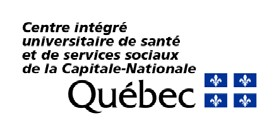 Centre intégré
universitaire de santé
et de services sociaux
de la Capitale-Nationale
Québec